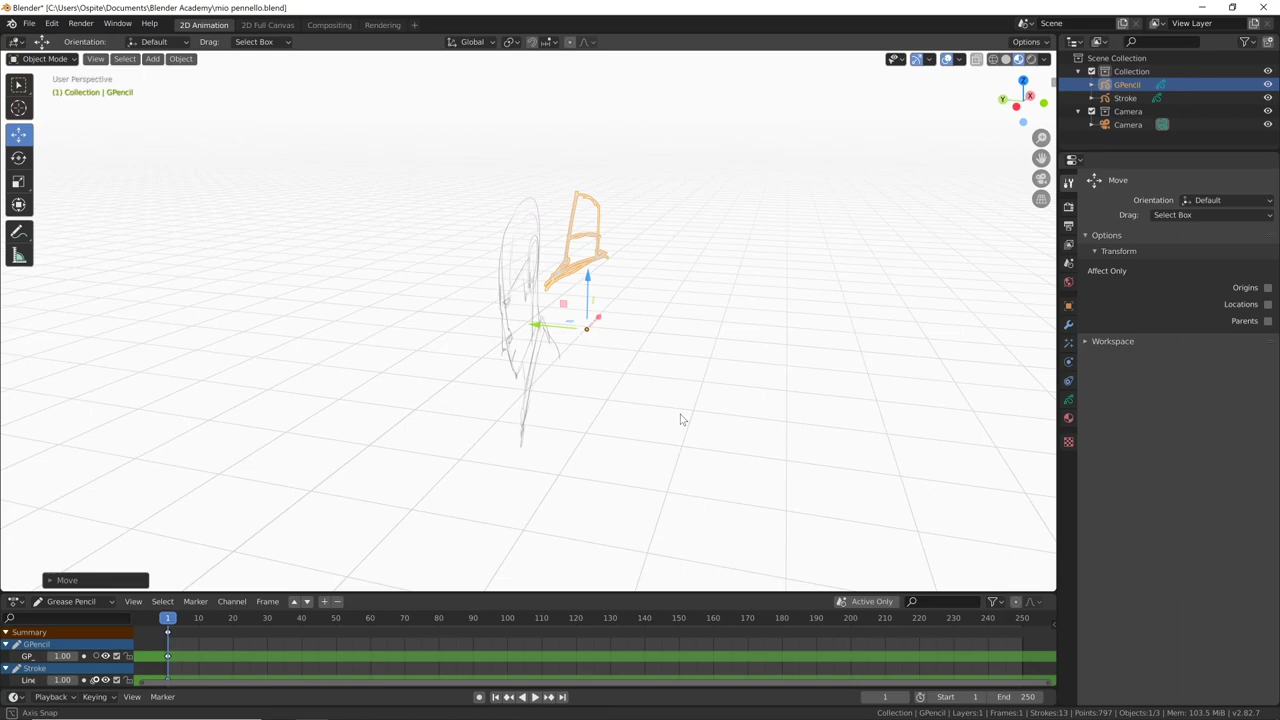 Blender* [C:\Users\Ospite\Documents\Blender Academy\mio pennello.blend]
File Edit Render Window Help 2D Animation 2D Full Canvas Compositing Rendering + Scene View Layer
Orientation: Default Drag: Select Box Global Options
Object Mode View Select Add Object
User Perspective
(1) Collection | GPencil
Z
Y
X
Scene Collection
Collection
GPencil
Stroke
Camera
Camera
Move
Orientation Default
Drag: Select Box
Options
Transform
Affect Only
Origins
Locations
Parents
Workspace
Move
Grease Pencil View Select Marker Channel Frame Active Only
1 10 20 30 40 50 60 70 80 90 100 110 120 130 140 150 160 170 180 190 200 210 220 230 240 250
Summary
GPencil
GP_ 1.00
Stroke
Line 1.00
Playback Keying View Marker 1 Start 1 End 250
Axis Snap Collection | GPencil | Layers:1 | Frames:1 | Strokes:13 | Points:797 | Objects:1/3 | Mem: 103.5 MiB | v2.82.7